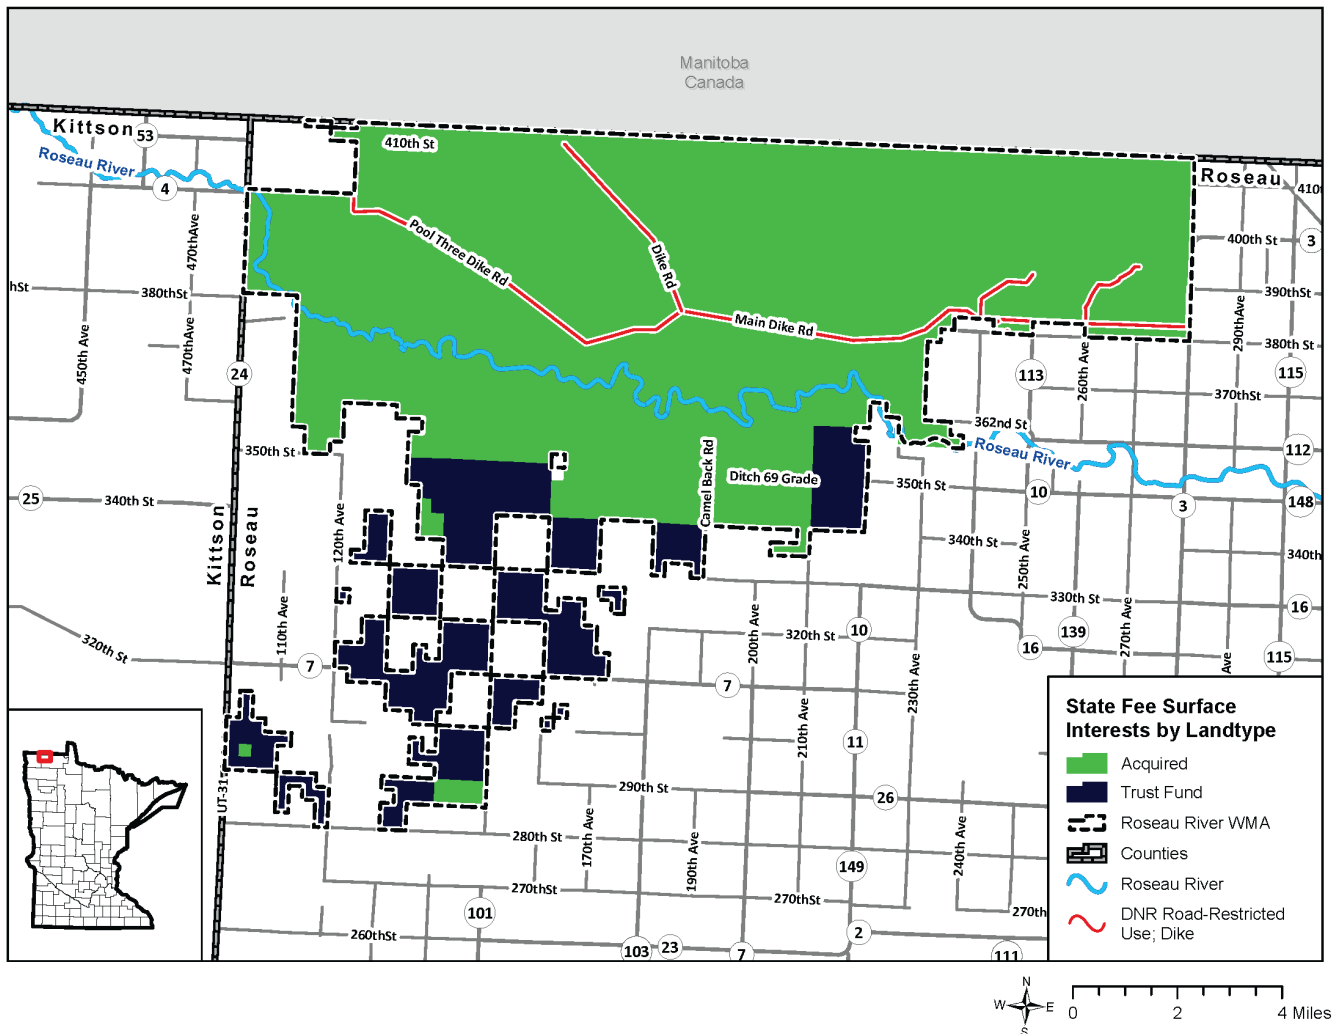 Manitoba
Canada
Kittson
53
410th St
Roseau River
Roseau
4
470thAve
400th St
3
Pool Three Dike Rd
Dike Rd
380thSt
390thSt
290thAve
Main Dike Rd
380th St
450th Ave
470thAve
24
113
260th Ave
115
370thSt
362nd St
Roseau River
112
350th St
Camel Back Rd
Ditch 69 Grade
350th St
10
3
148
25
340th St
Kittson
Roseau
120th Ave
340th St
250th Ave
340th
330th St
16
110th Ave
320th St
7
200th Ave
320th St
10
139
270th Ave
16
115
Ave
7
230th Ave
210th Ave
11
State Fee Surface
Interests by Landtype
Acquired
Trust Fund
Roseau River WMA
Counties
Roseau River
DNR Road-Restricted
Use; Dike
UT-31
290th St
26
280th St
170th Ave
190th Ave
149
240th Ave
270thSt
270thSt
270th
101
260thSt
103
23
7
2
111
N
W
E
S
0
2
4 Miles